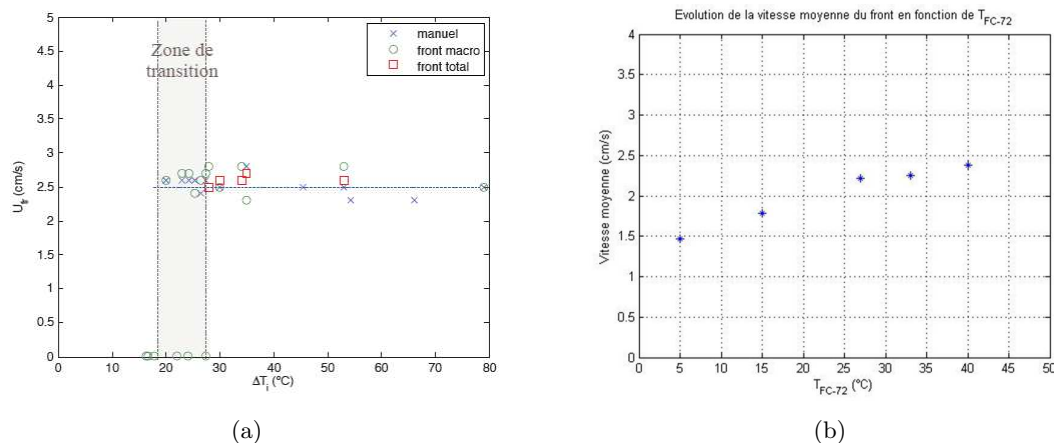 Zone de
transition
manuel
front macro
front total
5
4.5
4
3.5
3
2.5
2
1.5
1
0.5
0
U_fr (cm/s)
0 10 20 30 40 50 60 70 80
ΔT_i (°C)
(a)
Evolution de la vitesse moyenne du front en fonction de T_FC-72
4
3.5
3
2.5
2
1.5
1
0.5
0
Vitesse moyenne (cm/s)
0 5 10 15 20 25 30 35 40 45 50
T_FC-72 (°C)
(b)